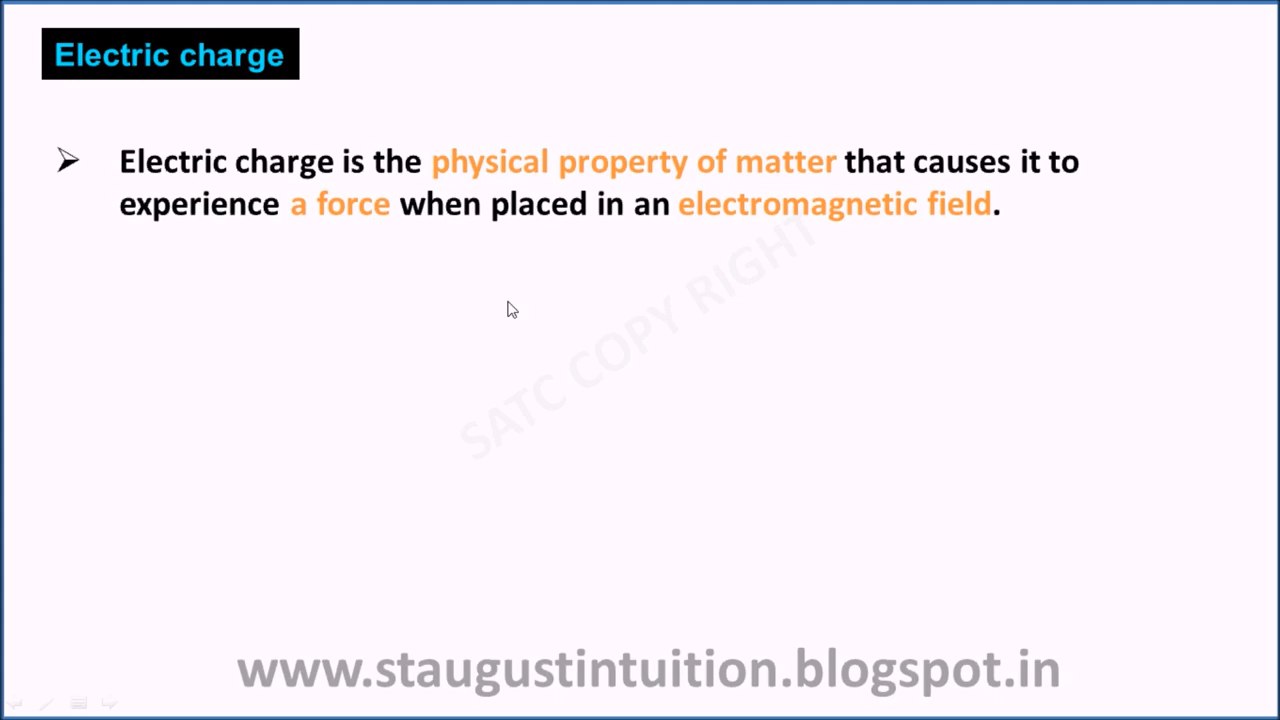 Electric charge
Electric charge is the physical property of matter that causes it to
experience a force when placed in an electromagnetic field.
SATC COPY RIGHT
www.staugustintuition.blogspot.in